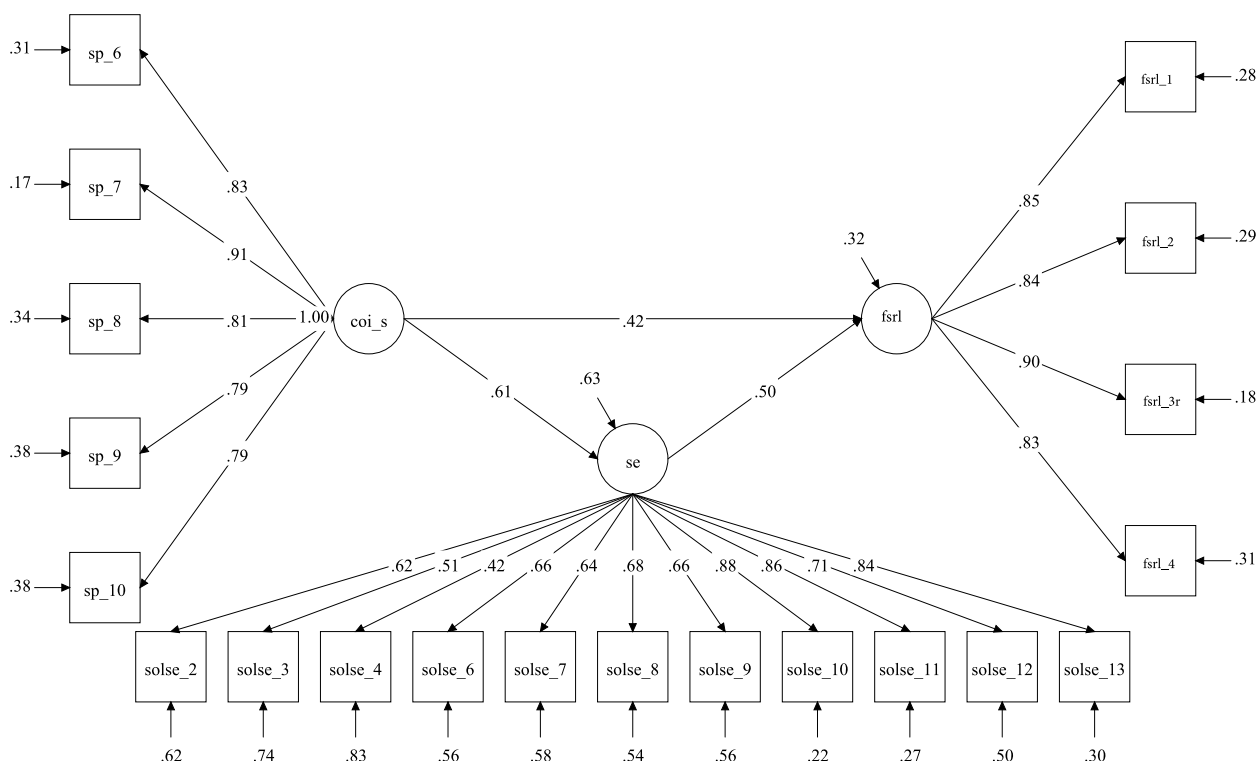 .31
sp_6
.83
.17
sp_7
.91
.34
sp_8
.81
1.00
coi_s
.38
sp_9
.79
.38
sp_10
.79
.42
.61
.63
se
.50
.32
fsrl
.85
fsrl_1
.28
.84
fsrl_2
.29
.90
fsrl_3r
.18
.83
fsrl_4
.31
.62 .51 .42 .66 .64 .68 .66 .88 .86 .71 .84
solse_2 solse_3 solse_4 solse_6 solse_7 solse_8 solse_9 solse_10 solse_11 solse_12 solse_13
.62 .74 .83 .56 .58 .54 .56 .22 .27 .50 .30